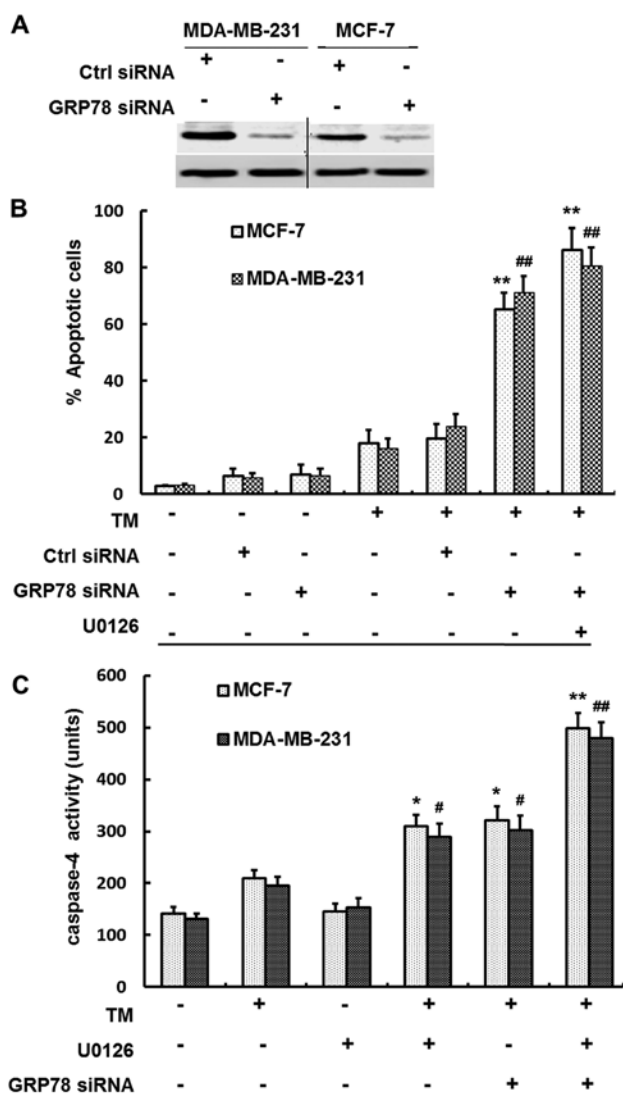 A
MDA-MB-231 MCF-7
Ctrl siRNA + - + -
GRP78 siRNA - + - +
B
100
80
60
40
20
0
% Apoptotic cells
MCF-7
MDA-MB-231
** ## ** ##
TM - - - + + + +
Ctrl siRNA - + - - + - -
GRP78 siRNA - - + - - + +
U0126 - - - - - - +
C
600
500
400
300
200
100
0
caspase-4 activity (units)
MCF-7
MDA-MB-231
* # * # ** ##
TM - + - + + +
U0126 - - + + - +
GRP78 siRNA - - - - + +